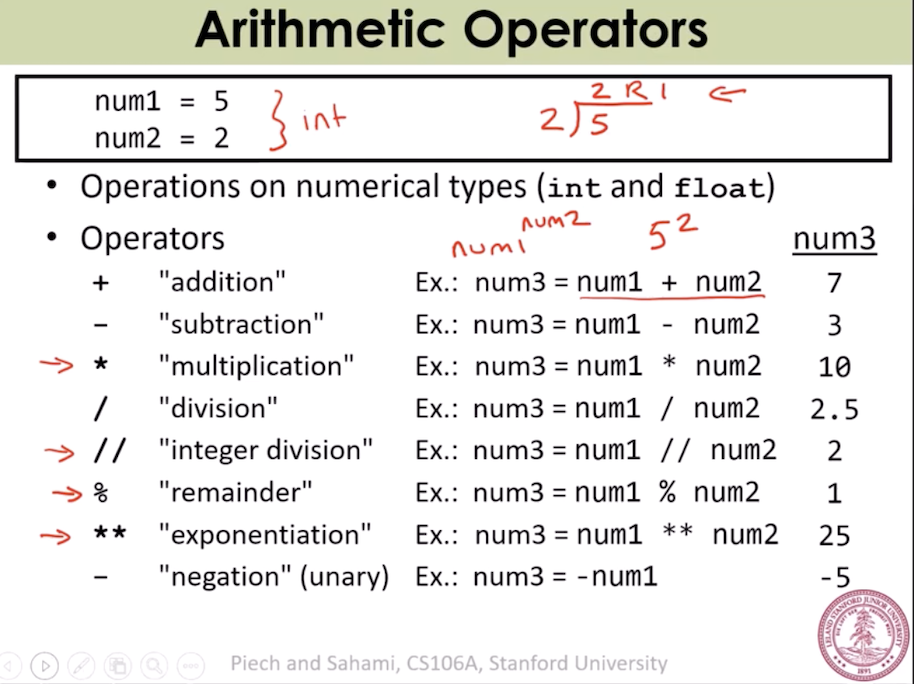 Arithmetic Operators
num1 = 5
num2 = 2
} int
2 R 1 ←
2)5
• Operations on numerical types (int and float)
• Operators
num1 num2
5 2
num3
+ "addition" Ex.: num3 = num1 + num2 7
- "subtraction" Ex.: num3 = num1 - num2 3
→ * "multiplication" Ex.: num3 = num1 * num2 10
/ "division" Ex.: num3 = num1 / num2 2.5
→ // "integer division" Ex.: num3 = num1 // num2 2
→ % "remainder" Ex.: num3 = num1 % num2 1
→ ** "exponentiation" Ex.: num3 = num1 ** num2 25
- "negation" (unary) Ex.: num3 = -num1 -5
Piech and Sahami, CS106A, Stanford University
LELAND STANFORD JUNIOR UNIVERSITY
1891